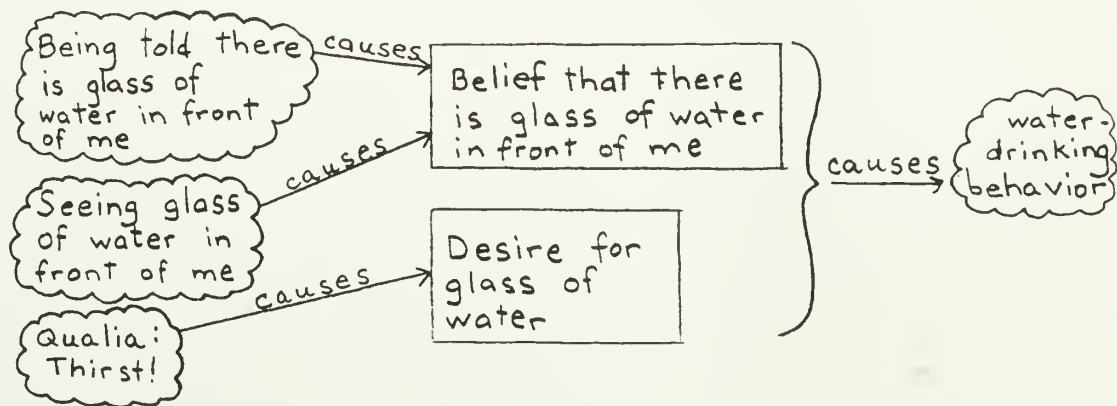 Being told there
is glass of
water in front
of me
causes
Belief that there
is glass of water
in front of me
causes
Seeing glass
of water in
front of me
causes
Desire for
glass of
water
Qualia:
Thirst!
causes
water-
drinking
behavior